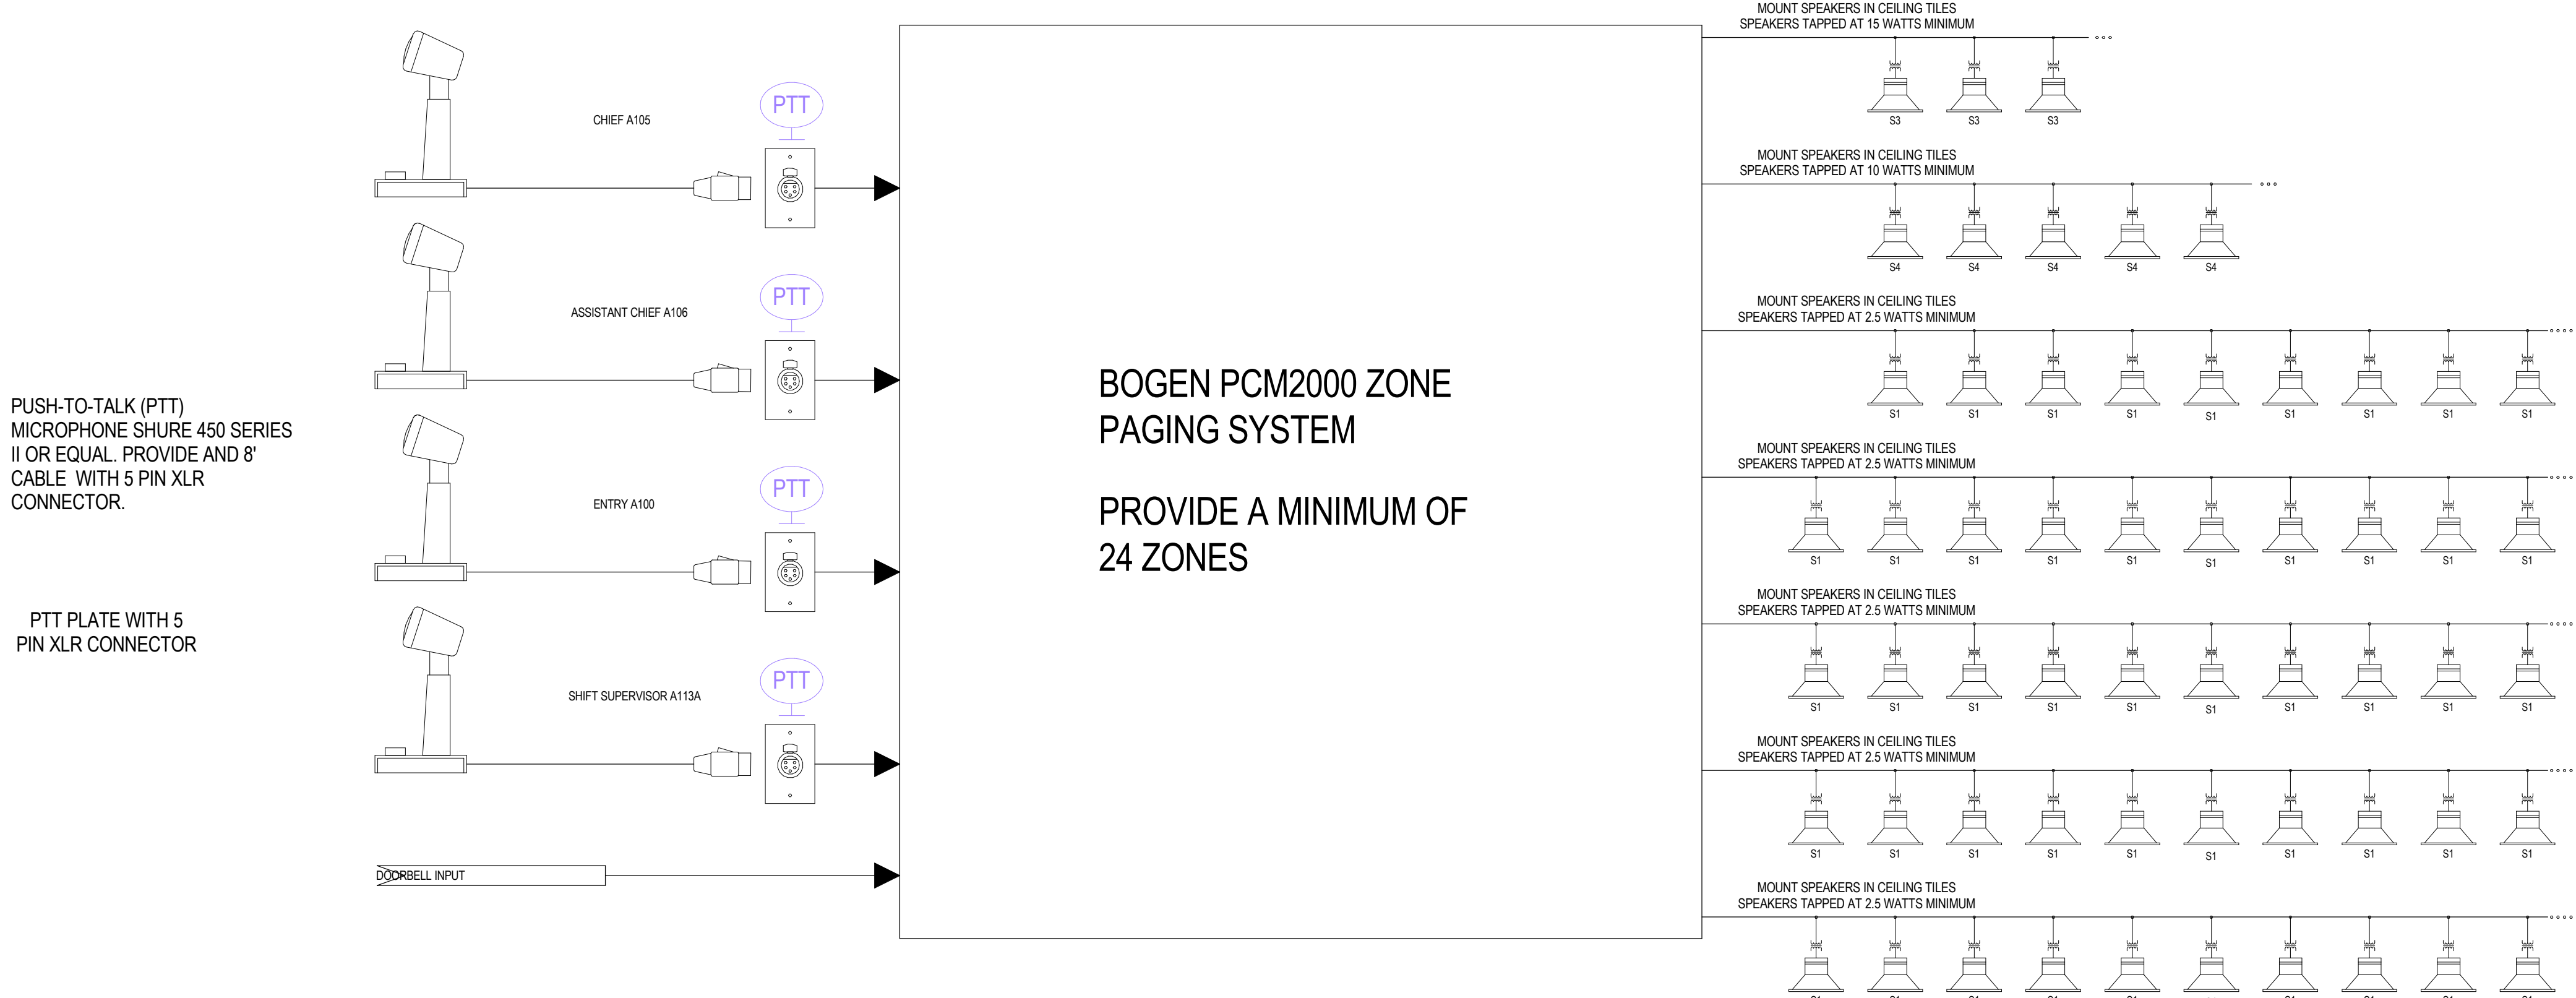 PUSH-TO-TALK (PTT)
MICROPHONE SHURE 450 SERIES
II OR EQUAL. PROVIDE AND 8'
CABLE WITH 5 PIN XLR
CONNECTOR.
PTT PLATE WITH 5
PIN XLR CONNECTOR
CHIEF A105
PTT
ASSISTANT CHIEF A106
PTT
ENTRY A100
PTT
SHIFT SUPERVISOR A113A
PTT
DOORBELL INPUT
BOGEN PCM2000 ZONE
PAGING SYSTEM
PROVIDE A MINIMUM OF
24 ZONES
MOUNT SPEAKERS IN CEILING TILES
SPEAKERS TAPPED AT 15 WATTS MINIMUM
S3 S3 S3
MOUNT SPEAKERS IN CEILING TILES
SPEAKERS TAPPED AT 10 WATTS MINIMUM
S4 S4 S4 S4 S4
MOUNT SPEAKERS IN CEILING TILES
SPEAKERS TAPPED AT 2.5 WATTS MINIMUM
S1 S1 S1 S1 S1 S1 S1 S1 S1
MOUNT SPEAKERS IN CEILING TILES
SPEAKERS TAPPED AT 2.5 WATTS MINIMUM
S1 S1 S1 S1 S1 S1 S1 S1 S1 S1
MOUNT SPEAKERS IN CEILING TILES
SPEAKERS TAPPED AT 2.5 WATTS MINIMUM
S1 S1 S1 S1 S1 S1 S1 S1 S1 S1
MOUNT SPEAKERS IN CEILING TILES
SPEAKERS TAPPED AT 2.5 WATTS MINIMUM
S1 S1 S1 S1 S1 S1 S1 S1 S1 S1
MOUNT SPEAKERS IN CEILING TILES
SPEAKERS TAPPED AT 2.5 WATTS MINIMUM